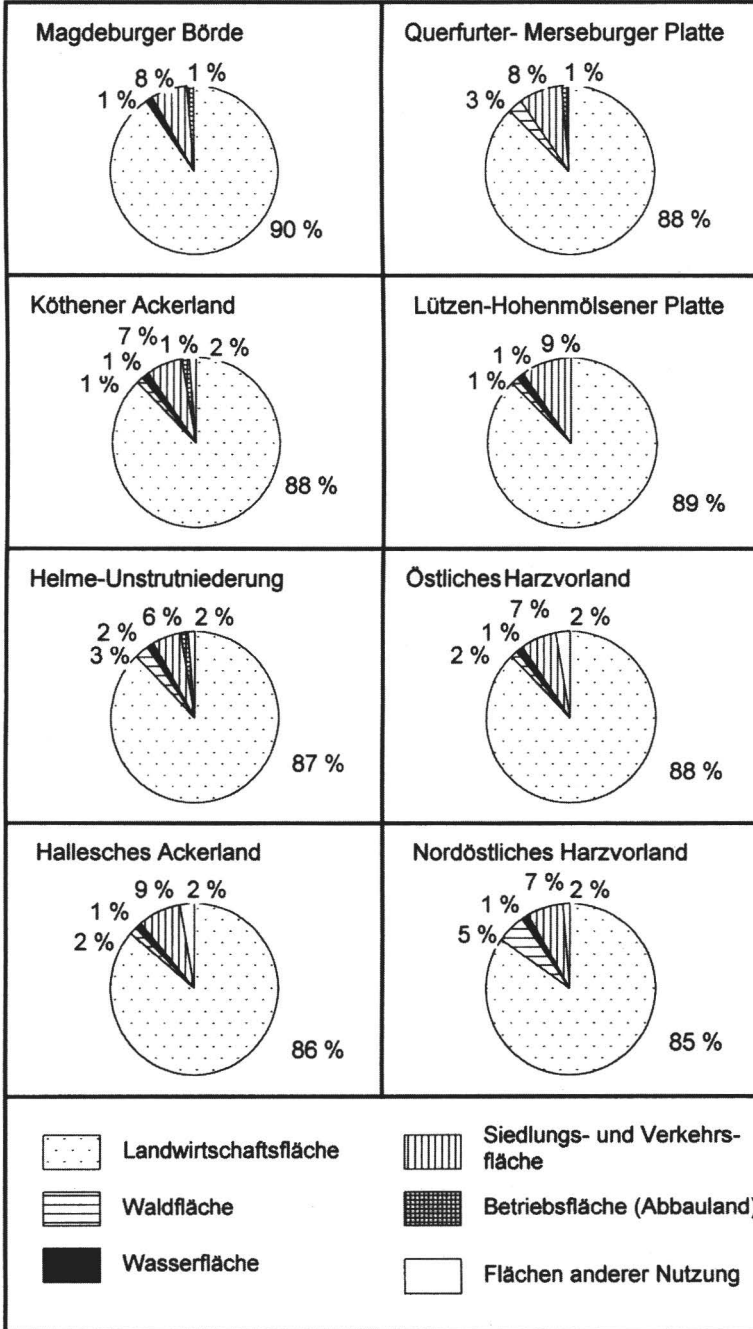 Magdeburger Börde
1 % 8 % 1 %
90 %
Querfurter- Merseburger Platte
3 % 8 % 1 %
88 %
Köthener Ackerland
1 % 1 % 7 % 1 % 2 %
88 %
Lützen-Hohenmölsener Platte
1 % 1 % 9 %
89 %
Helme-Unstrutniederung
3 % 2 % 6 % 2 %
87 %
Östliches Harzvorland
2 % 1 % 7 % 2 %
88 %
Hallesches Ackerland
2 % 1 % 9 % 2 %
86 %
Nordöstliches Harzvorland
5 % 1 % 7 % 2 %
85 %
Landwirtschaftsfläche
Waldfläche
Wasserfläche
Siedlungs- und Verkehrs-
fläche
Betriebsfläche (Abbauland)
Flächen anderer Nutzung